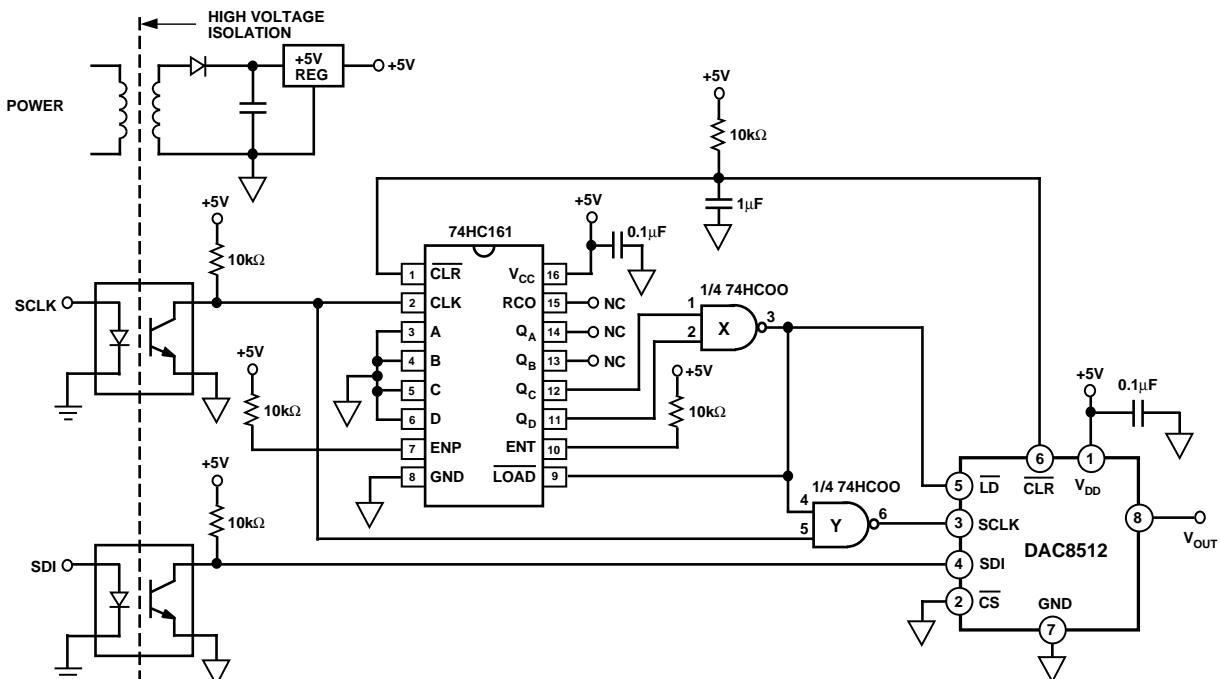 HIGH VOLTAGE
ISOLATION
+5V
REG
+5V
POWER
+5V
10kΩ
1μF
+5V
10kΩ
+5V
0.1μF
74HC161
SCLK
1 CLR
2 CLK
3 A
4 B
5 C
6 D
7 ENP
8 GND
VCC 16
RCO 15 NC
QA 14 NC
QB 13 NC
QC 12
QD 11
ENT 10
LOAD 9
+5V
10kΩ
1/4 74HCOO
1
2
X
3
+5V
10kΩ
1/4 74HCOO
4
5
Y
6
+5V
10kΩ
SDI
+5V
0.1μF
6
CLR
1
VDD
5 LD
3 SCLK
4 SDI
2 CS
DAC8512
GND
7
8
VOUT